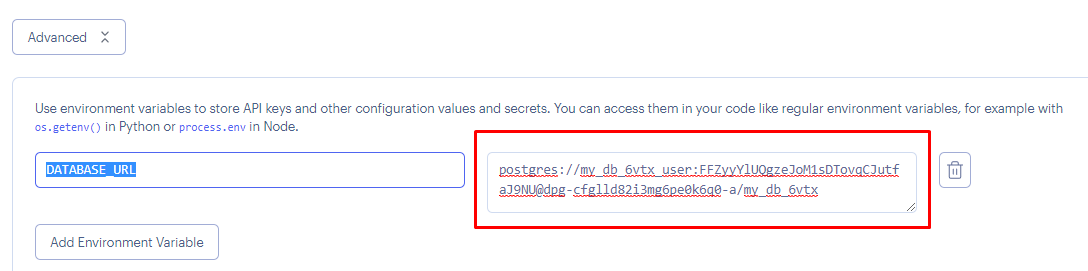 Advanced
Use environment variables to store API keys and other configuration values and secrets. You can access them in your code like regular environment variables, for example with
os.getenv() in Python or process.env in Node.
DATABASE_URL
postgres://my_db_6vtx_user:FFZyyYlUQgzeJoM1sDTovqCJutf
aJ9NU@dpg-cfglld82i3mg6pe0k6q0-a/my_db_6vtx
Add Environment Variable